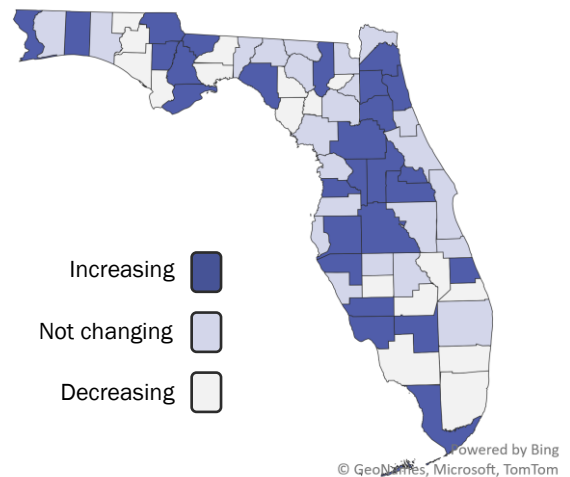 Increasing
Not changing
Decreasing
Powered by Bing
© GeoNames, Microsoft, TomTom